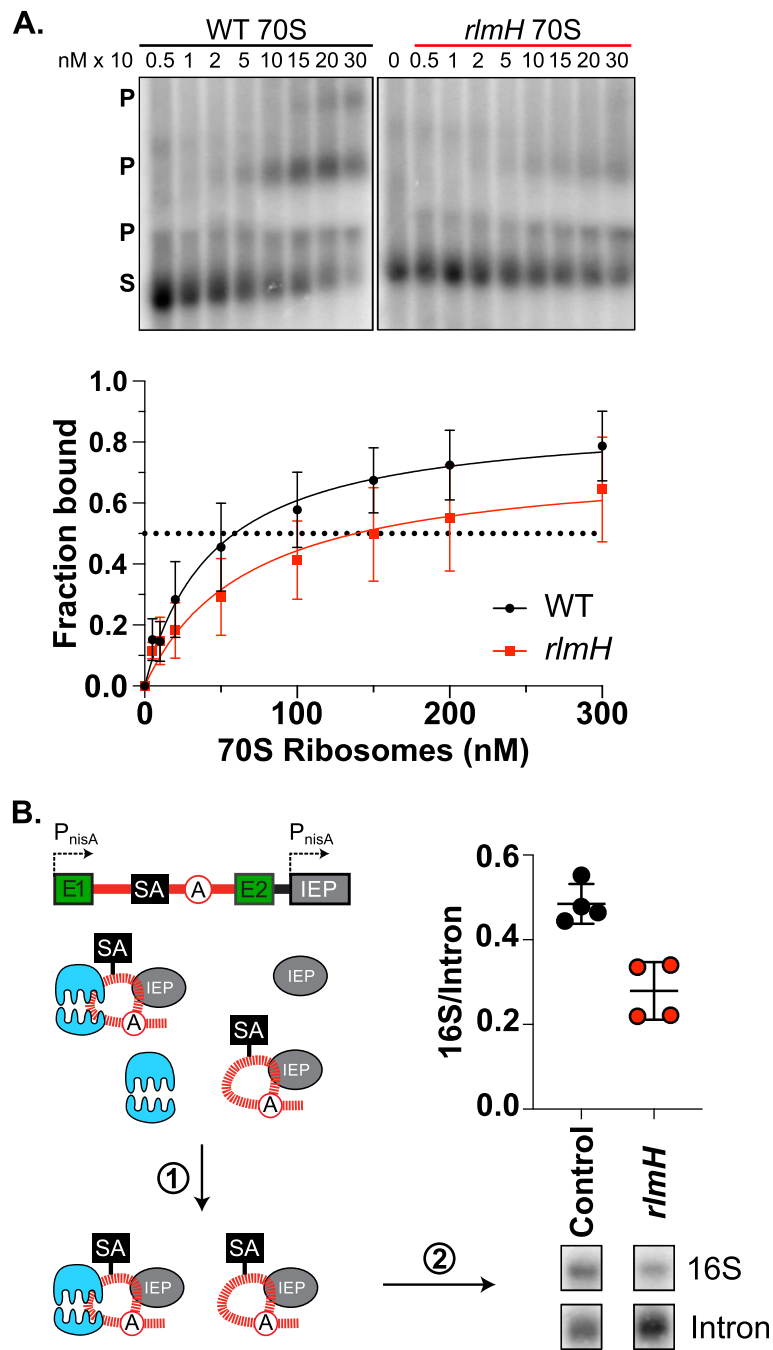 A.
WT 70S
rlmH 70S
nM x 10
0.5 1 2 5 10 15 20 30
0 0.5 1 2 5 10 15 20 30
P
P
P
S
1.0
0.8
0.6
0.4
0.2
0.0
Fraction bound
WT
rlmH
0 100 200 300
70S Ribosomes (nM)
B.
PnisA
PnisA
E1
SA
A
E2
IEP
SA
IEP
A
IEP
SA
IEP
A
1
SA
IEP
A
SA
IEP
A
2
0.6
0.4
0.2
0.0
16S/Intron
Control
rlmH
16S
Intron